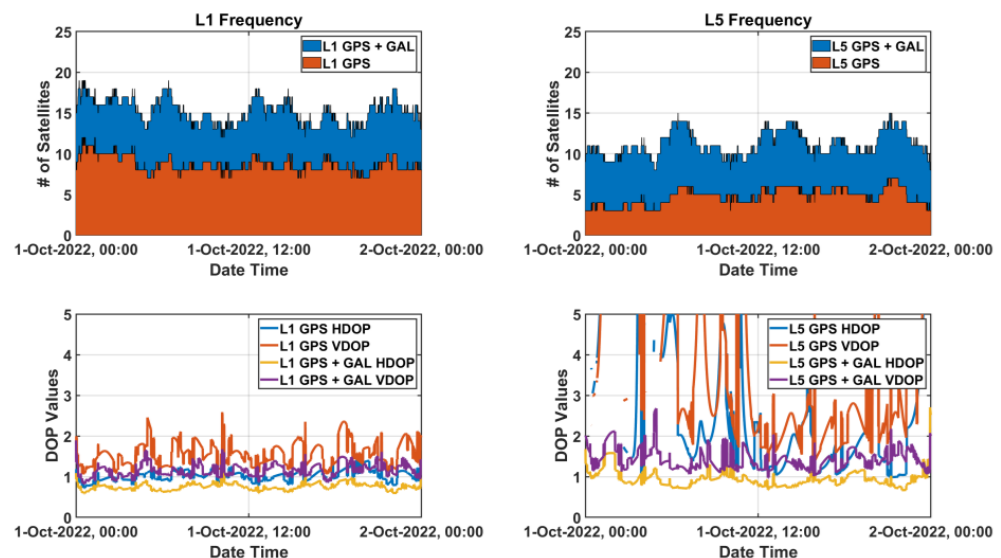 L1 Frequency
25
20
15
10
5
0
# of Satellites
L1 GPS + GAL
L1 GPS
1-Oct-2022, 00:00
1-Oct-2022, 12:00
2-Oct-2022, 00:00
Date Time
L5 Frequency
25
20
15
10
5
0
# of Satellites
L5 GPS + GAL
L5 GPS
1-Oct-2022, 00:00
1-Oct-2022, 12:00
2-Oct-2022, 00:00
Date Time
5
4
3
2
1
0
DOP Values
L1 GPS HDOP
L1 GPS VDOP
L1 GPS + GAL HDOP
L1 GPS + GAL VDOP
1-Oct-2022, 00:00
1-Oct-2022, 12:00
2-Oct-2022, 00:00
Date Time
5
4
3
2
1
0
DOP Values
L5 GPS HDOP
L5 GPS VDOP
L5 GPS + GAL HDOP
L5 GPS + GAL VDOP
1-Oct-2022, 00:00
1-Oct-2022, 12:00
2-Oct-2022, 00:00
Date Time